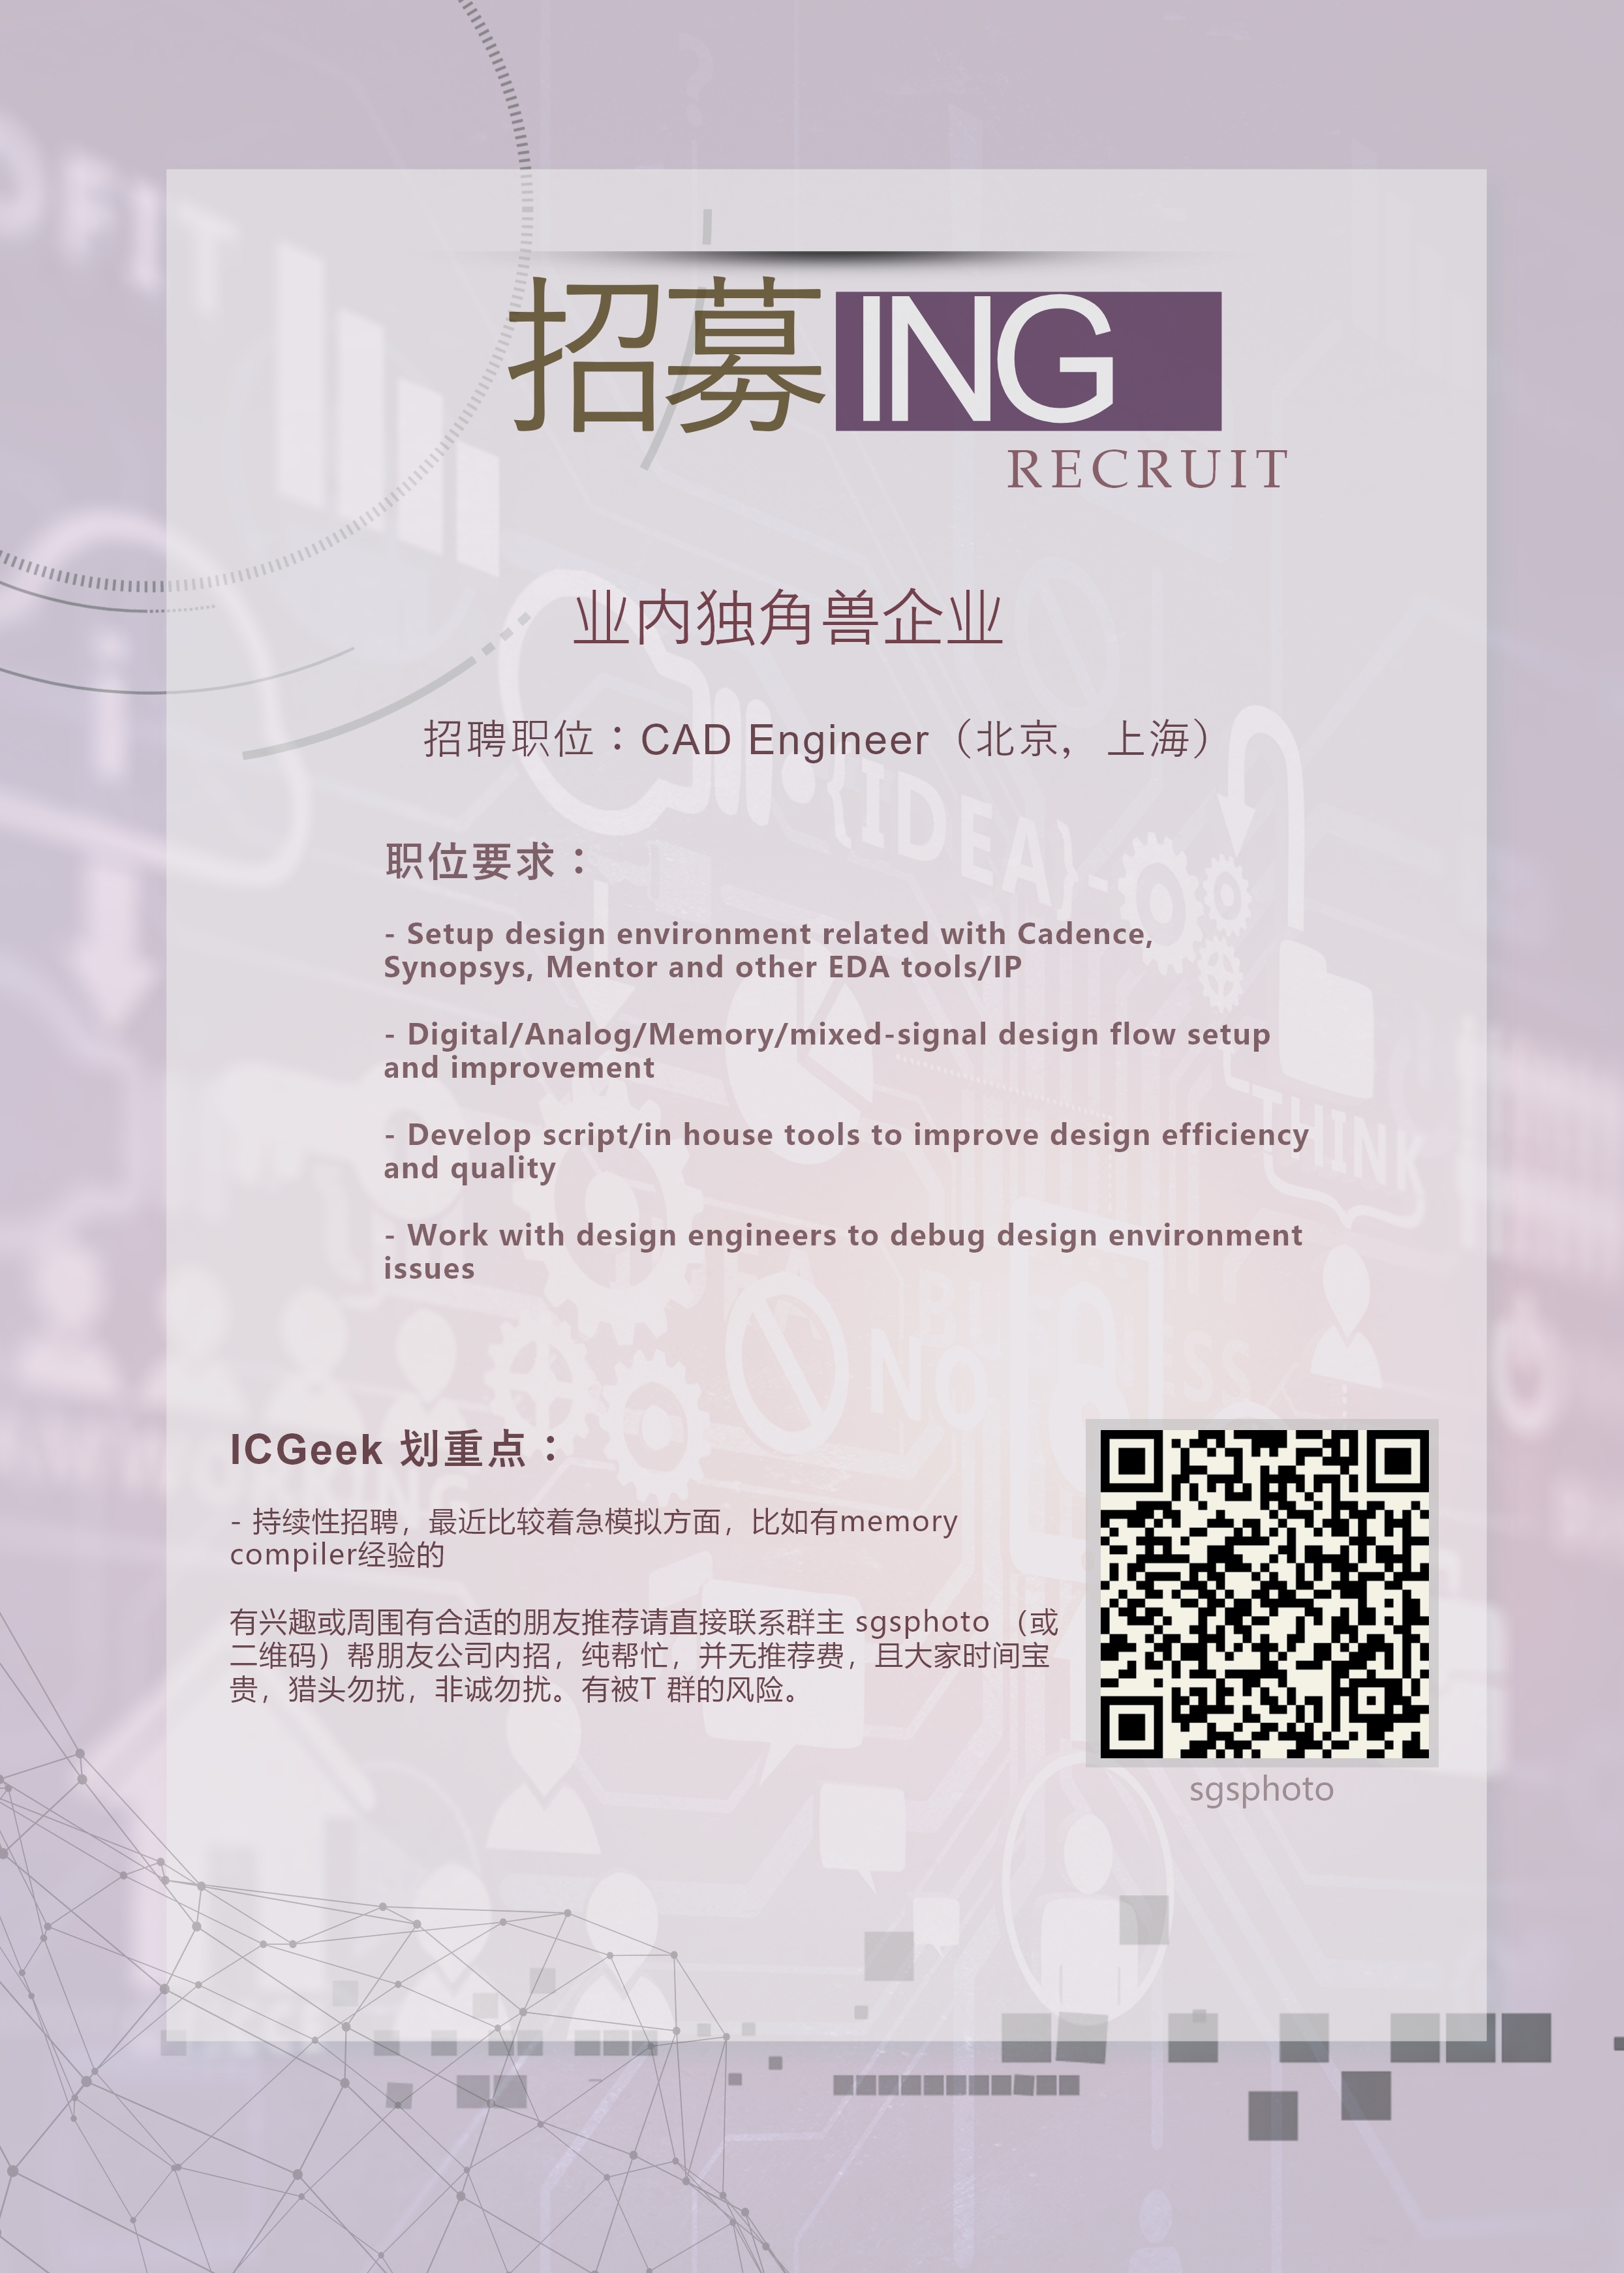 OFIT
招募ING
RECRUIT
业内独角兽企业
招聘职位：CAD Engineer（北京，上海）
{IDEA}-
职位要求：
- Setup design environment related with Cadence,
Synopsys, Mentor and other EDA tools/IP
- Digital/Analog/Memory/mixed-signal design flow setup
and improvement
THINK
- Develop script/in house tools to improve design efficiency
and quality
- Work with design engineers to debug design environment
issues
NO
ICGeek 划重点：
- 持续性招聘，最近比较着急模拟方面，比如有memory
compiler经验的
有兴趣或周围有合适的朋友推荐请直接联系群主 sgsphoto （或
二维码）帮朋友公司内招，纯帮忙，并无推荐费，且大家时间宝
贵，猎头勿扰，非诚勿扰。有被T 群的风险。
sgsphoto